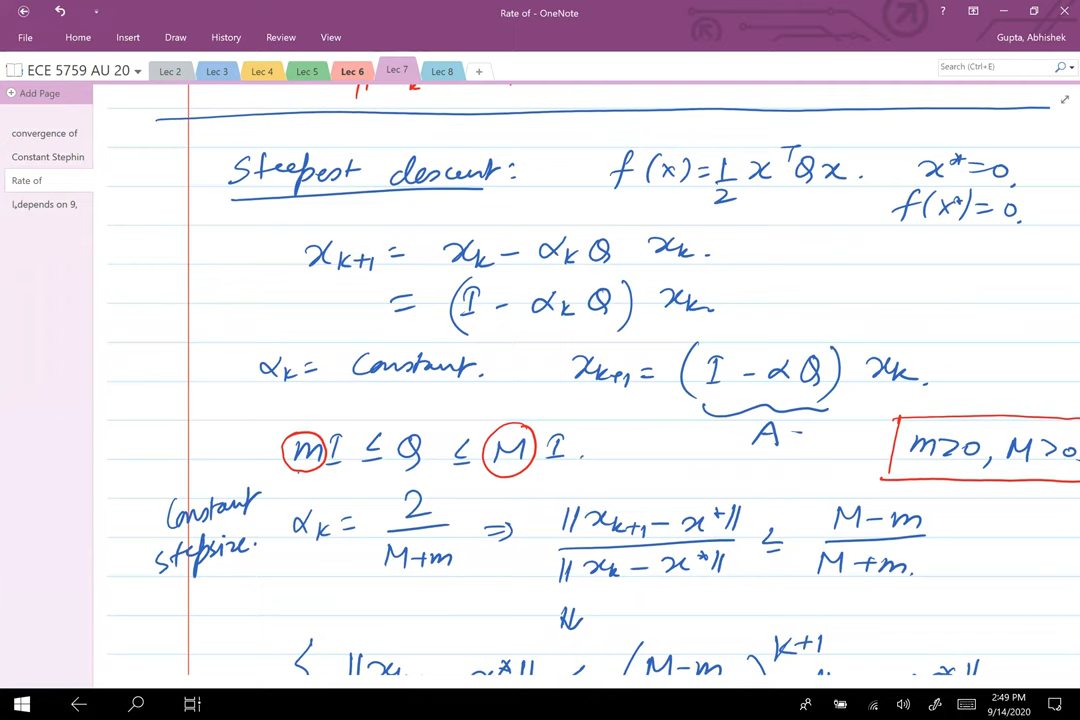 Rate of - OneNote
Gupta, Abhishek
File Home Insert Draw History Review View
ECE 5759 AU 20 Lec 2 Lec 3 Lec 4 Lec 5 Lec 6 Lec 7 Lec 8 +
Search (Ctrl+E)
Add Page
convergence of
Constant Stephin
Rate of
I,depends on 9,
Steepest descent: f(x) = 1/2 x^T Q x. x* = 0.
f(x*) = 0.
x_{k+1} = x_k - α_k Q x_k.
= (I - α_k Q) x_k.
α_k = Constant. x_{k+1} = (I - α Q) x_k.
A -
mI ≤ Q ≤ M I. m>0, M>0
Constant stepsize. α_k = 2/(M+m) ⇒ ||x_{k+1} - x*|| / ||x_k - x*|| ≤ (M-m)/(M+m).
k+1
2:49 PM
9/14/2020